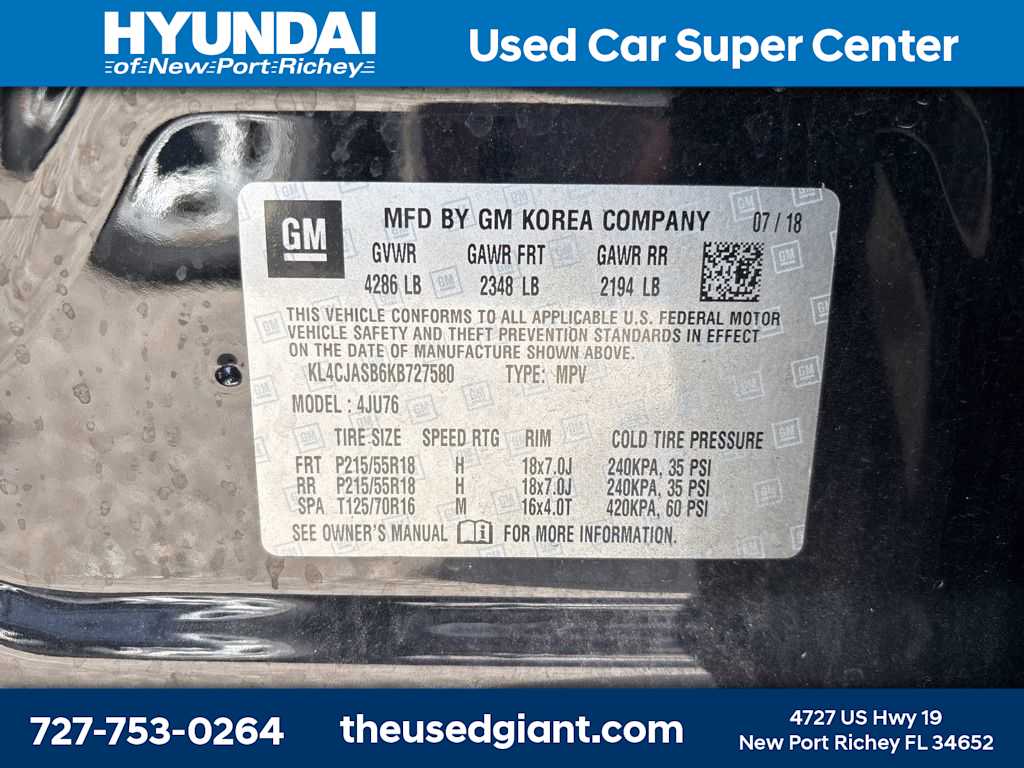 HYUNDAI
of New Port Richey
Used Car Super Center
GM
MFD BY GM KOREA COMPANY 07 / 18
GVWR GAWR FRT GAWR RR
4286 LB 2348 LB 2194 LB
THIS VEHICLE CONFORMS TO ALL APPLICABLE U.S. FEDERAL MOTOR
VEHICLE SAFETY AND THEFT PREVENTION STANDARDS IN EFFECT
ON THE DATE OF MANUFACTURE SHOWN ABOVE.
KL4CJASB6KB727580 TYPE: MPV
MODEL : 4JU76
TIRE SIZE SPEED RTG RIM COLD TIRE PRESSURE
FRT P215/55R18 H 18x7.0J 240KPA, 35 PSI
RR P215/55R18 H 18x7.0J 240KPA, 35 PSI
SPA T125/70R16 M 16x4.0T 420KPA, 60 PSI
SEE OWNER'S MANUAL FOR MORE INFORMATION.
727-753-0264
theusedgiant.com
4727 US Hwy 19
New Port Richey FL 34652